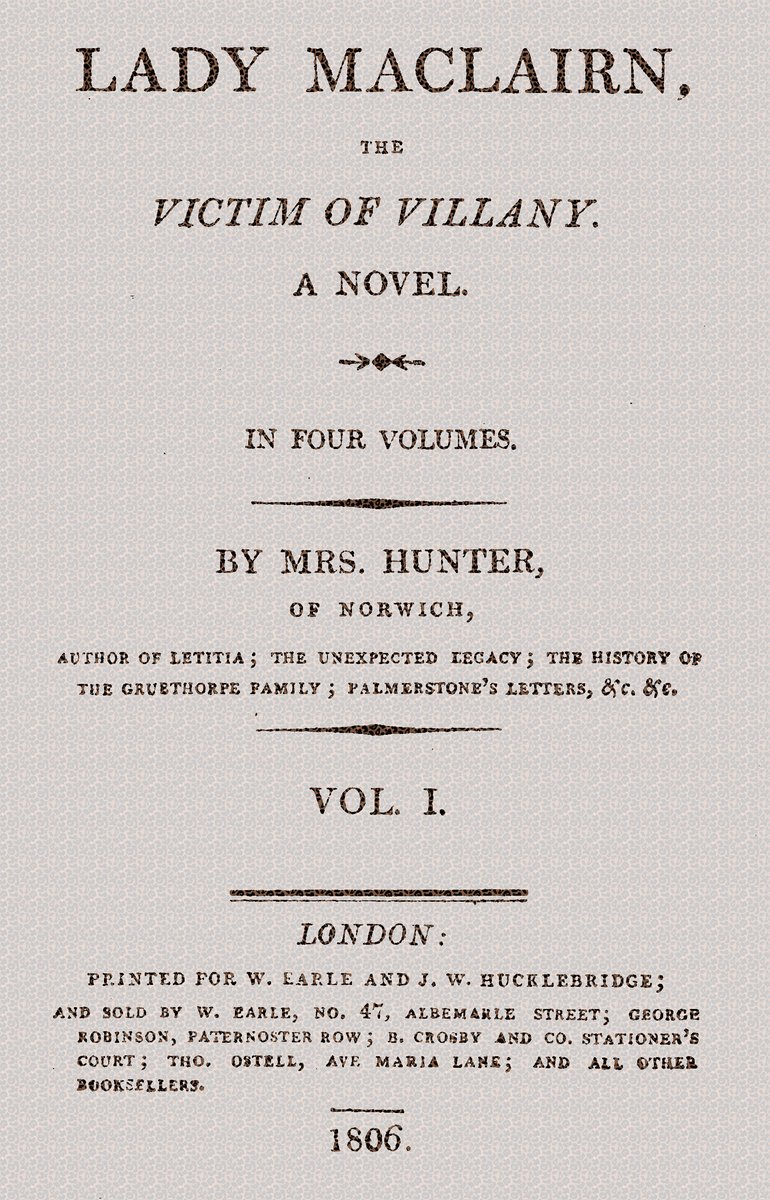 LADY MACLAIRN,
THE
VICTIM OF VILLANY.
A NOVEL.
IN FOUR VOLUMES.
BY MRS. HUNTER,
OF NORWICH,
AUTHOR OF LETITIA; THE UNEXPECTED LEGACY; THE HISTORY OF
THE GRUBTHORPE FAMILY; PALMERSTONE'S LETTERS, &c. &c.
VOL. I.
LONDON:
PRINTED FOR W. EARLE AND J. W. HUCKLEBRIDGE;
AND SOLD BY W. EARLE, NO. 47, ALBEMARLE STREET; GEORGE
ROBINSON, PATERNOSTER ROW; B. CROSBY AND CO. STATIONER'S
COURT; THO. OSTELL, AVE MARIA LANE; AND ALL OTHER
BOOKSELLERS.
1806.